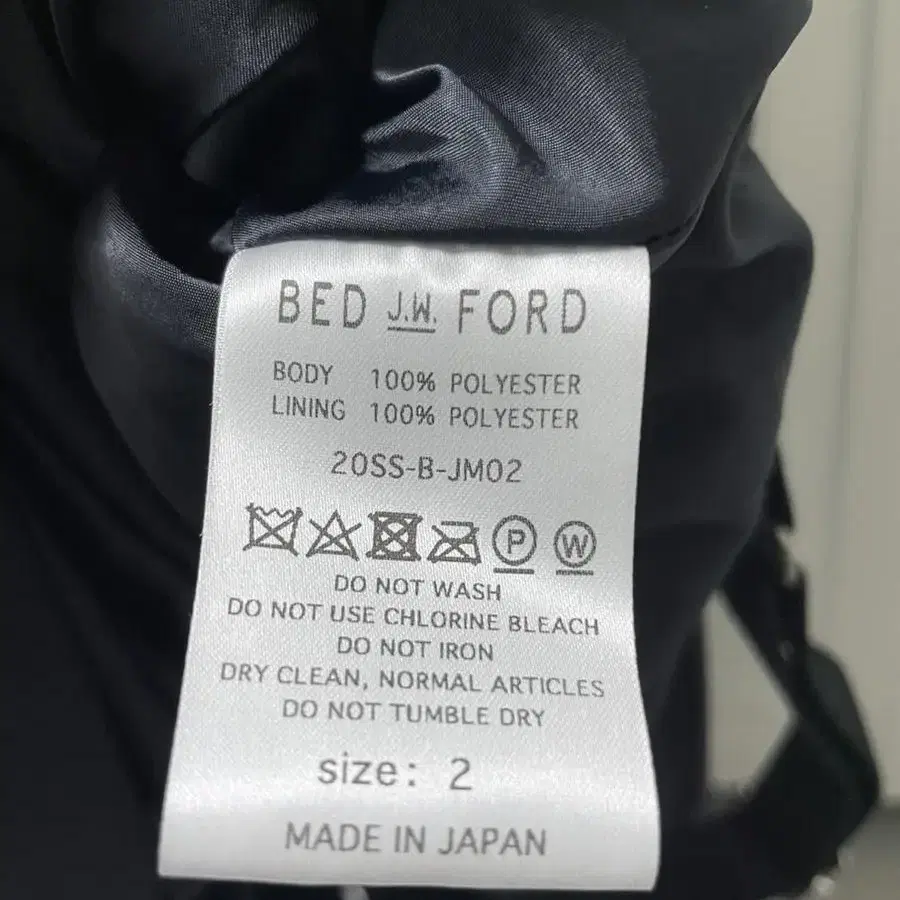 BED J.W. FORD
BODY 100% POLYESTER
LINING 100% POLYESTER
20SS-B-JM02
P W
DO NOT WASH
DO NOT USE CHLORINE BLEACH
DO NOT IRON
DRY CLEAN, NORMAL ARTICLES
DO NOT TUMBLE DRY
size: 2
MADE IN JAPAN